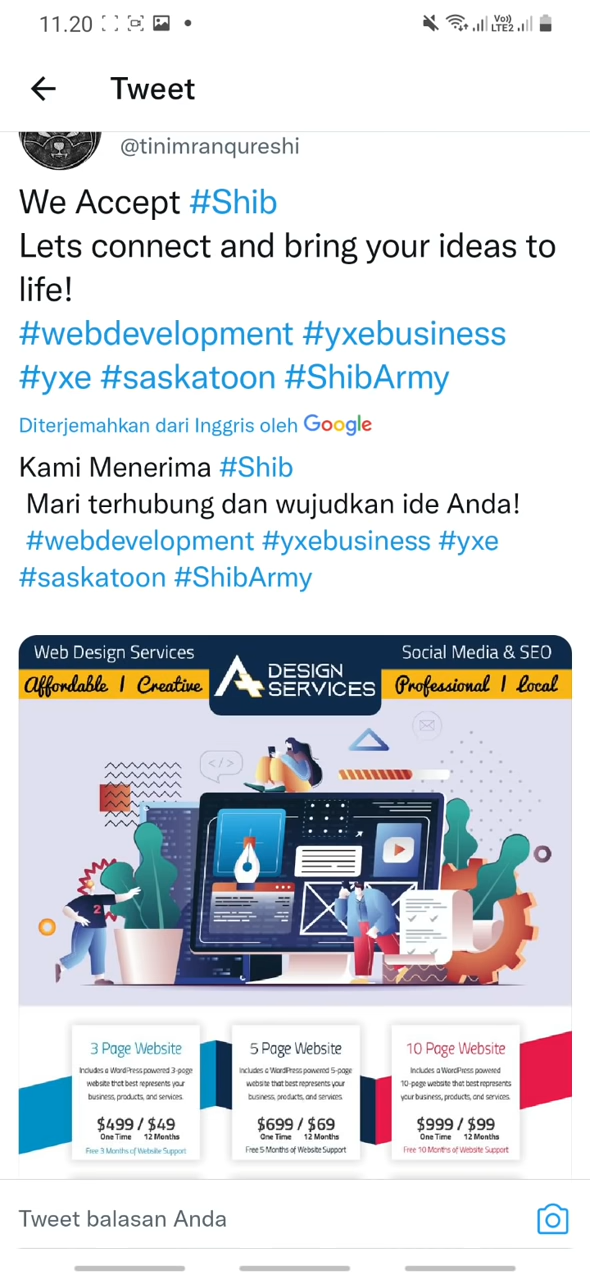 11.20
Vo))
LTE2
Tweet
@tinimranqureshi
We Accept #Shib
Lets connect and bring your ideas to
life!
#webdevelopment #yxebusiness
#yxe #saskatoon #ShibArmy
Diterjemahkan dari Inggris oleh Google
Kami Menerima #Shib
Mari terhubung dan wujudkan ide Anda!
#webdevelopment #yxebusiness #yxe
#saskatoon #ShibArmy
Web Design Services
Affordable | Creative
DESIGN
SERVICES
Social Media & SEO
Professional | Local
</>
2
3 Page Website
Includes a WordPress powered 3-page
website that best represents your
business, products, and services.
$499 / $49
One Time 12 Months
Free 3 Months of Website Support
5 Page Website
Includes a WordPress powered 5-page
website that best represents your
business, products, and services.
$699 / $69
One Time 12 Months
Free 5 Months of Website Support
10 Page Website
Includes a WordPress powered
10-page website that best represents
your business, products, and services.
$999 / $99
One Time 12 Months
Free 10 Months of Website Support
Tweet balasan Anda